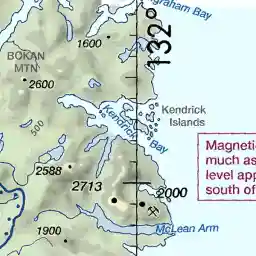 Ingraham Bay
1600
132°
BOKAN
MTN
2600
Kendrick
Kendrick
Islands
Bay
500
Magnetic
much as
level app
south of
2588
2713
2000
McLean Arm
1900